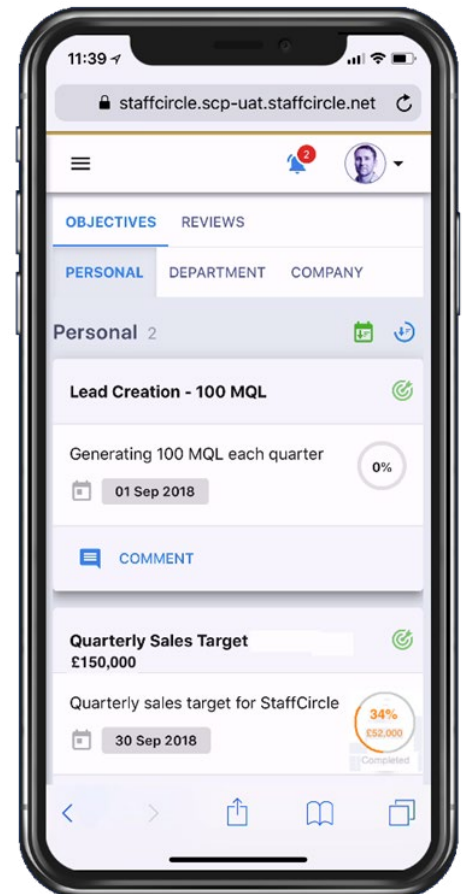 11:39
staffcircle.scp-uat.staffcircle.net
2
OBJECTIVES REVIEWS
PERSONAL DEPARTMENT COMPANY
Personal 2
Lead Creation - 100 MQL
Generating 100 MQL each quarter
0%
01 Sep 2018
COMMENT
Quarterly Sales Target
£150,000
Quarterly sales target for StaffCircle
34%
£52,000
Completed
30 Sep 2018